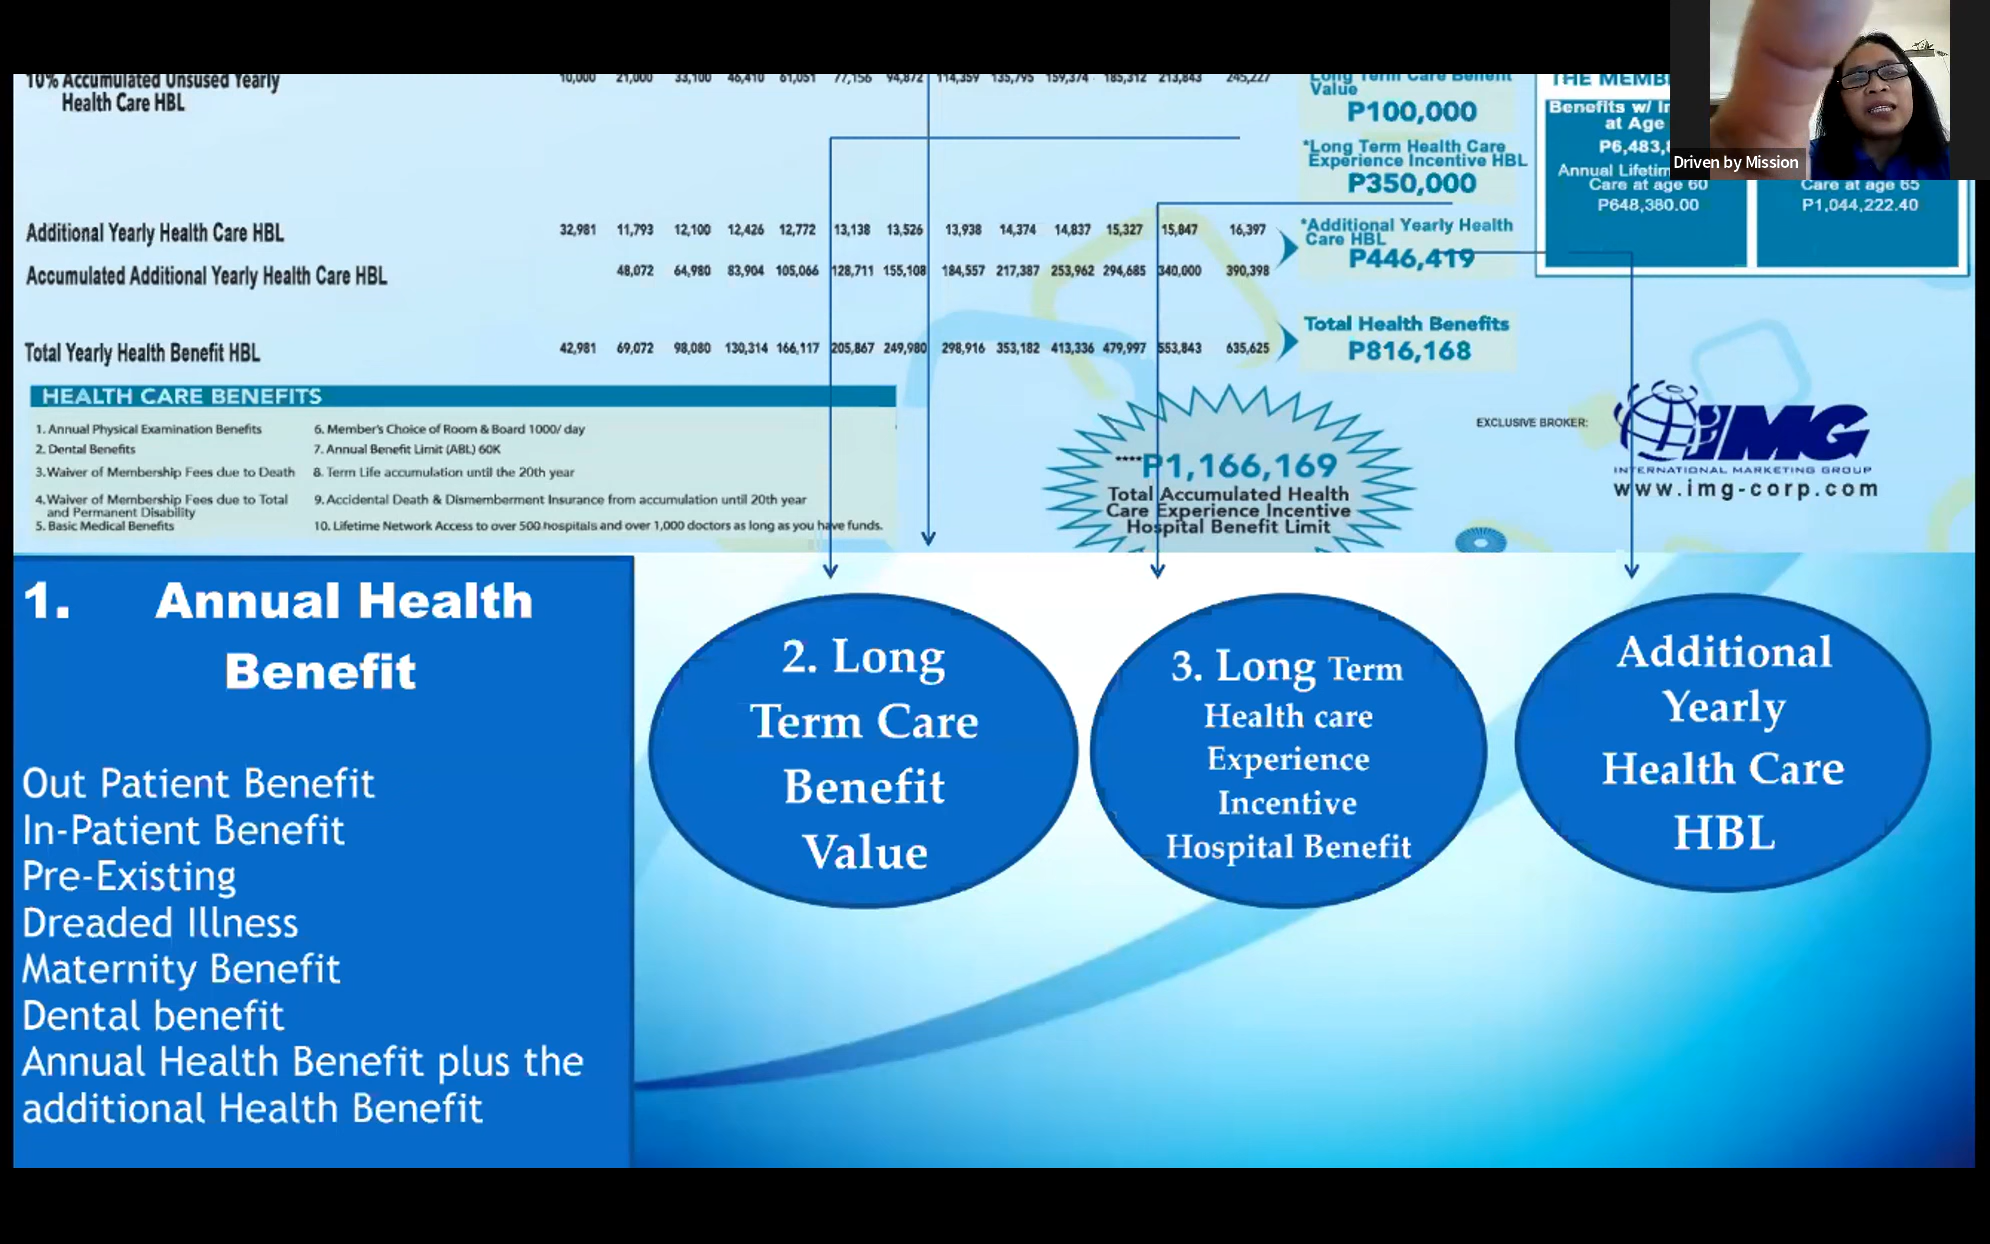 10% Accumulated Unsused Yearly
Health Care HBL
10,000 21,000 33,100 46,410 61,051 77,156 94,872 114,359 135,795 159,374 185,312 213,843 245,227
Long Term Care Benefit
Value
P100,000
*Long Term Health Care
Experience Incentive HBL
P350,000
THE MEMB
Benefits w/ In
at Age
P6,483,
Annual Lifetim
Care at age 60
P648,380.00
Care at age 65
P1,044,222.40
Driven by Mission
Additional Yearly Health Care HBL 32,981 11,793 12,100 12,426 12,772 13,138 13,526 13,938 14,374 14,837 15,327 15,847 16,397
*Additional Yearly Health
Care HBL
P446,419
Accumulated Additional Yearly Health Care HBL 48,072 64,980 83,904 105,066 128,711 155,108 184,557 217,387 253,962 294,685 340,000 390,398
Total Yearly Health Benefit HBL 42,981 69,072 98,080 130,314 166,117 205,867 249,980 298,916 353,182 413,336 479,997 553,843 635,625
Total Health Benefits
P816,168
HEALTH CARE BENEFITS
1. Annual Physical Examination Benefits
2. Dental Benefits
3. Waiver of Membership Fees due to Death
4. Waiver of Membership Fees due to Total
and Permanent Disability
5. Basic Medical Benefits
6. Member's Choice of Room & Board 1000/ day
7. Annual Benefit Limit (ABL) 60K
8. Term Life accumulation until the 20th year
9. Accidental Death & Dismemberment Insurance from accumulation until 20th year
10. Lifetime Network Access to over 500 hospitals and over 1,000 doctors as long as you have funds.
****P1,166,169
Total Accumulated Health
Care Experience Incentive
Hospital Benefit Limit
EXCLUSIVE BROKER:
IMG
INTERNATIONAL MARKETING GROUP
www.img-corp.com
1. Annual Health
Benefit
Out Patient Benefit
In-Patient Benefit
Pre-Existing
Dreaded Illness
Maternity Benefit
Dental benefit
Annual Health Benefit plus the
additional Health Benefit
2. Long
Term Care
Benefit
Value
3. Long Term
Health care
Experience
Incentive
Hospital Benefit
Additional
Yearly
Health Care
HBL